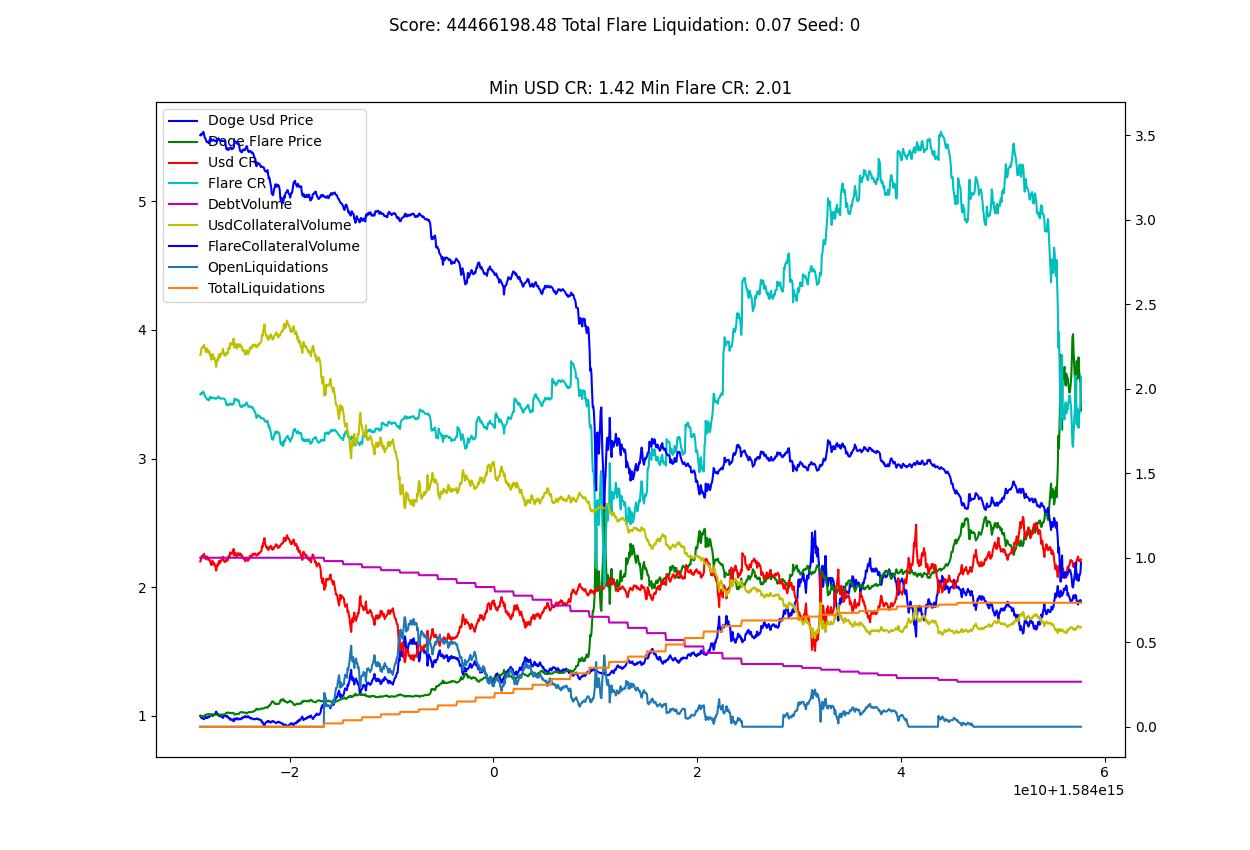 Score: 44466198.48 Total Flare Liquidation: 0.07 Seed: 0
Min USD CR: 1.42 Min Flare CR: 2.01
Doge Usd Price
Doge Flare Price
Usd CR
Flare CR
DebtVolume
UsdCollateralVolume
FlareCollateralVolume
OpenLiquidations
TotalLiquidations
5
4
3
2
1
3.5
3.0
2.5
2.0
1.5
1.0
0.5
0.0
−2 0 2 4 6
1e10+1.584e15